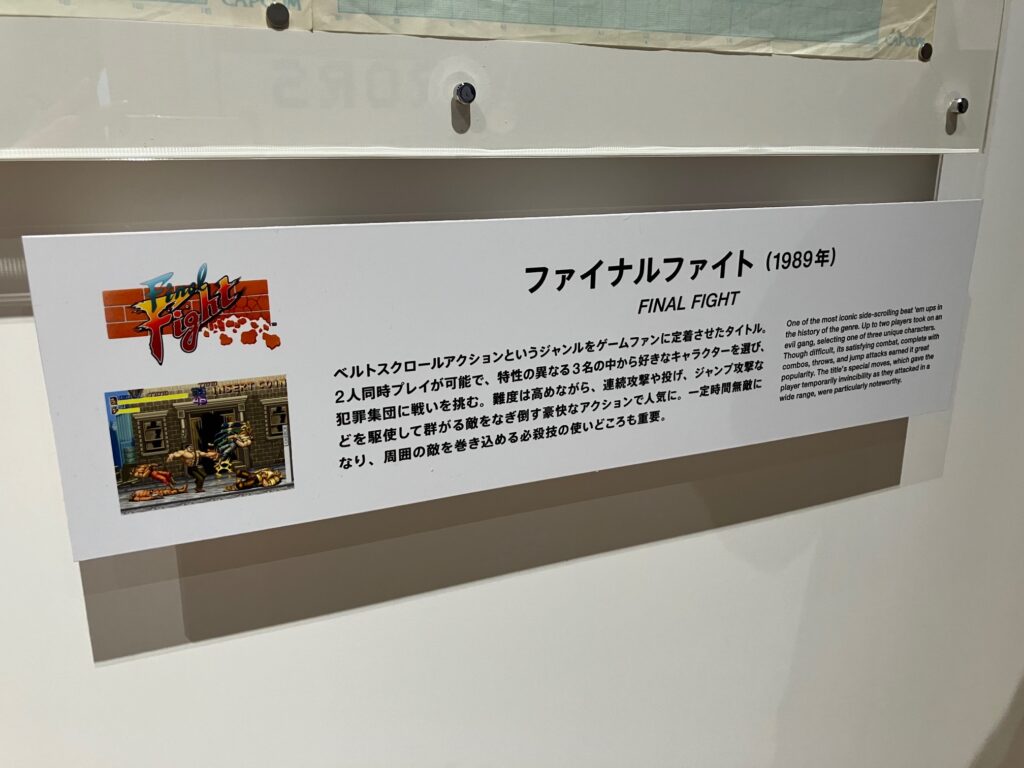 CAPCOM
CAPCOM
Final
Fight
INSERT COIN
ファイナルファイト（1989年）
FINAL FIGHT
ベルトスクロールアクションというジャンルをゲームファンに定着させたタイトル。
2人同時プレイが可能で、特性の異なる3名の中から好きなキャラクターを選び、
犯罪集団に戦いを挑む。難度は高めながら、連続攻撃や投げ、ジャンプ攻撃な
どを駆使して群がる敵をなぎ倒す豪快なアクションで人気に。一定時間無敵に
なり、周囲の敵を巻き込める必殺技の使いどころも重要。
One of the most iconic side-scrolling beat 'em ups in
the history of the genre. Up to two players took on an
evil gang, selecting one of three unique characters.
Though difficult, its satisfying combat, complete with
combos, throws, and jump attacks earned it great
popularity. The title's special moves, which gave the
player temporarily invincibility as they attacked in a
wide range, were particularly noteworthy.